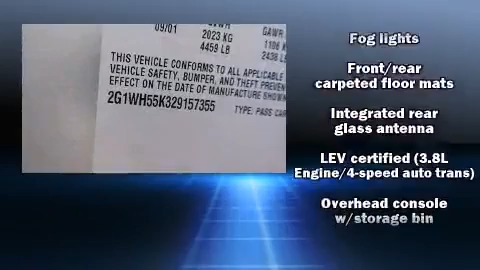 09/01 GVWR GAWR
2023 KG
4459 LB
THIS VEHICLE CONFORMS TO ALL APPLICABLE
VEHICLE SAFETY, BUMPER, AND THEFT PREVEN
EFFECT ON THE DATE OF MANUFACTURE SHOWN
2G1WH55K329157355 TYPE: PASS CAR
Fog lights
Front/rear
carpeted floor mats
Integrated rear
glass antenna
LEV certified (3.8L
Engine/4-speed auto trans)
Overhead console
w/storage bin